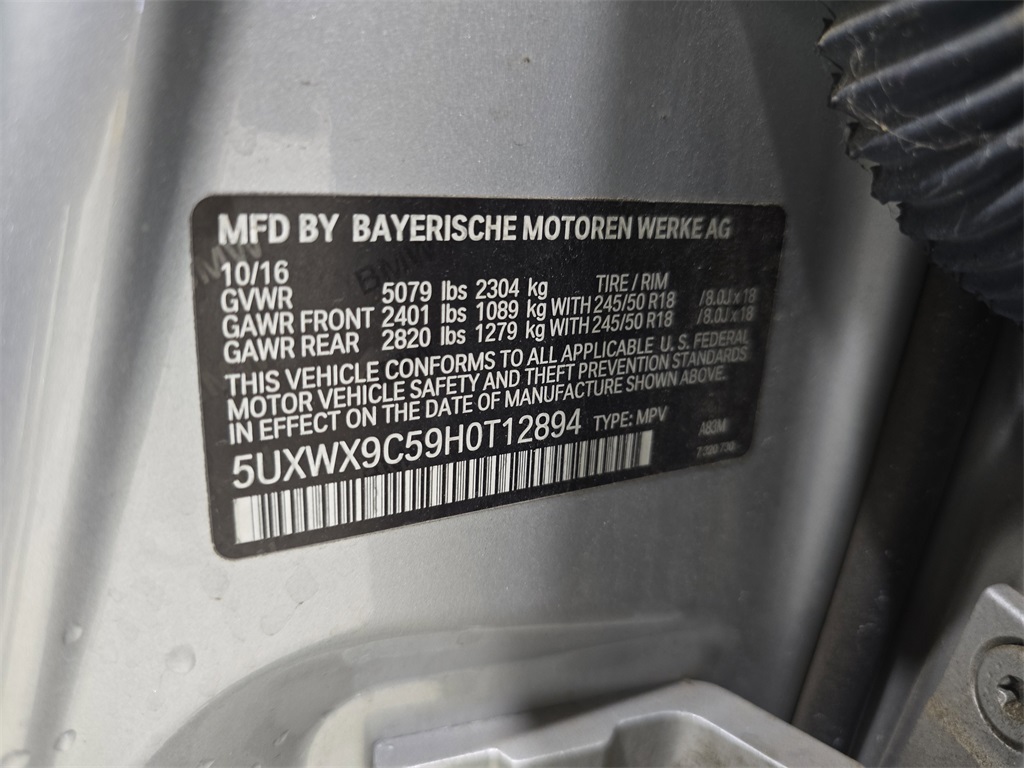 MFD BY BAYERISCHE MOTOREN WERKE AG
10/16 TIRE / RIM
GVWR 5079 lbs 2304 kg
GAWR FRONT 2401 lbs 1089 kg WITH 245/50 R18 / 8.0J x 18
GAWR REAR 2820 lbs 1279 kg WITH 245/50 R18 / 8.0J x 18
THIS VEHICLE CONFORMS TO ALL APPLICABLE U. S. FEDERAL
MOTOR VEHICLE SAFETY AND THEFT PREVENTION STANDARDS
IN EFFECT ON THE DATE OF MANUFACTURE SHOWN ABOVE.
5UXWX9C59H0T12894 TYPE: MPV A83M